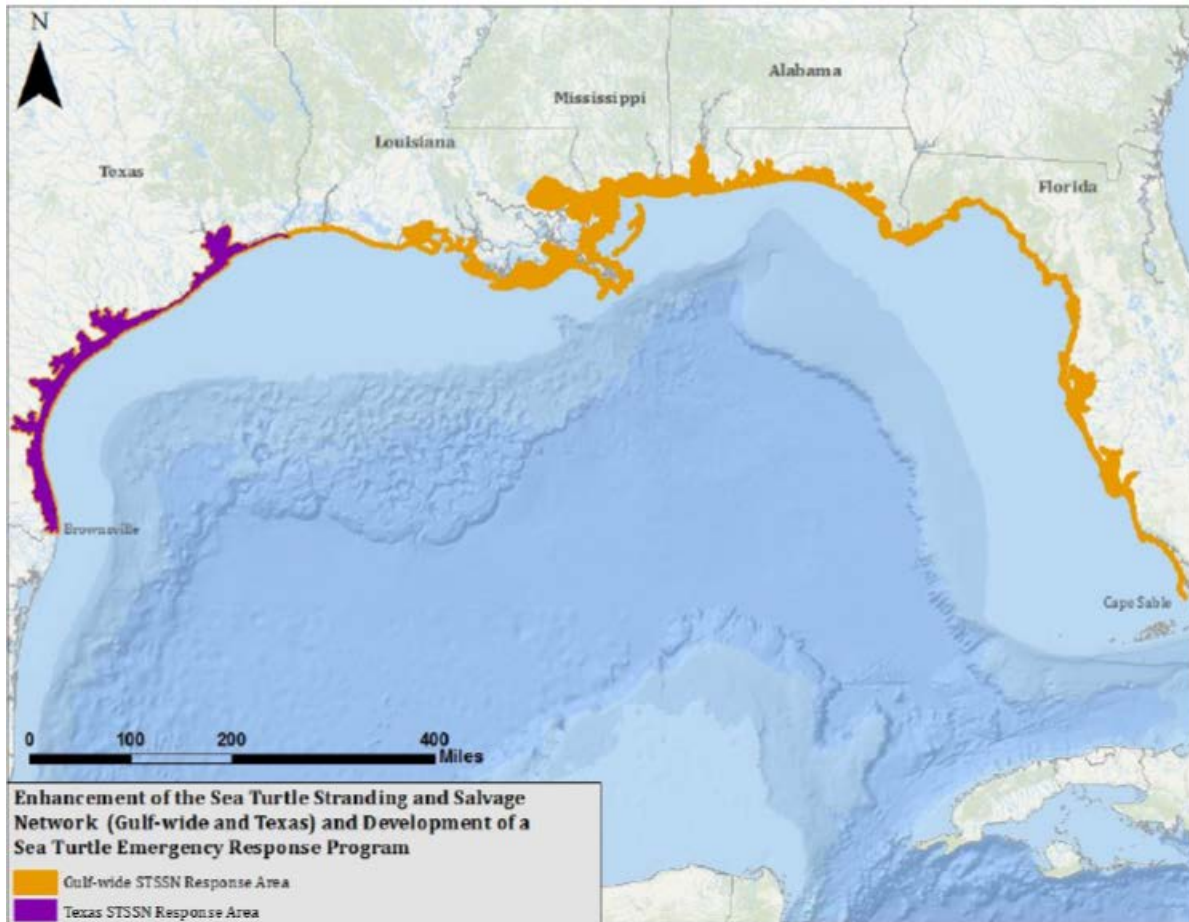 N
Alabama
Mississippi
Louisiana
Texas
Florida
Brownsville
Cape Sable
0 100 200 400
Miles
Enhancement of the Sea Turtle Stranding and Salvage
Network (Gulf-wide and Texas) and Development of a
Sea Turtle Emergency Response Program
Gulf-wide STSSN Response Area
Texas STSSN Response Area